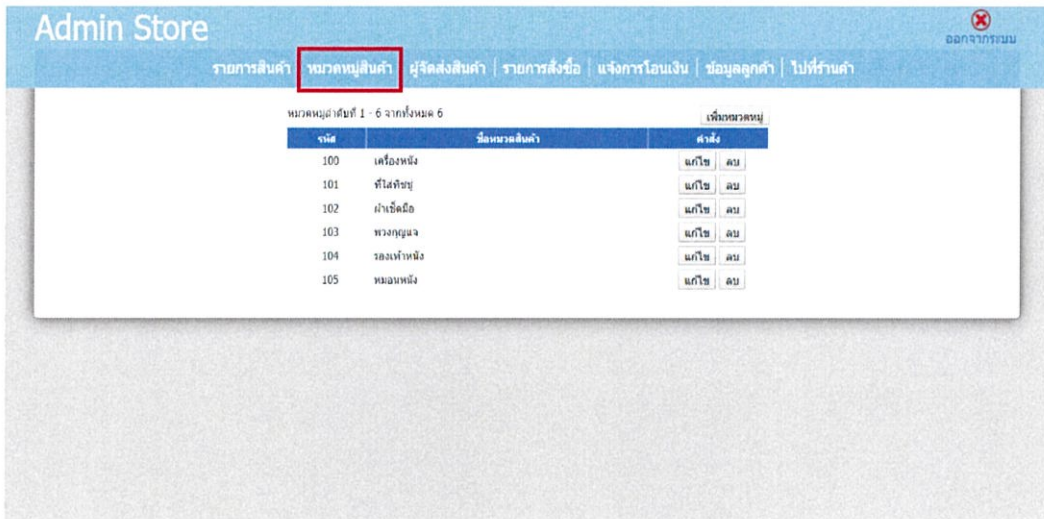 Admin Store
ออกจากระบบ
รายการสินค้า | หมวดหมู่สินค้า | ผู้จัดส่งสินค้า | รายการสั่งซื้อ | แจ้งการโอนเงิน | ข้อมูลลูกค้า | ไปที่ร้านค้า
หมวดหมู่ลำดับที่ 1 - 6 จากทั้งหมด 6 เพิ่มหมวดหมู่
รหัส ชื่อหมวดสินค้า คำสั่ง
100 เครื่องหนัง แก้ไข ลบ
101 ที่ใส่ทิชชู่ แก้ไข ลบ
102 ผ้าเช็ดมือ แก้ไข ลบ
103 พวงกุญแจ แก้ไข ลบ
104 รองเท้าหนัง แก้ไข ลบ
105 หมอนหนัง แก้ไข ลบ